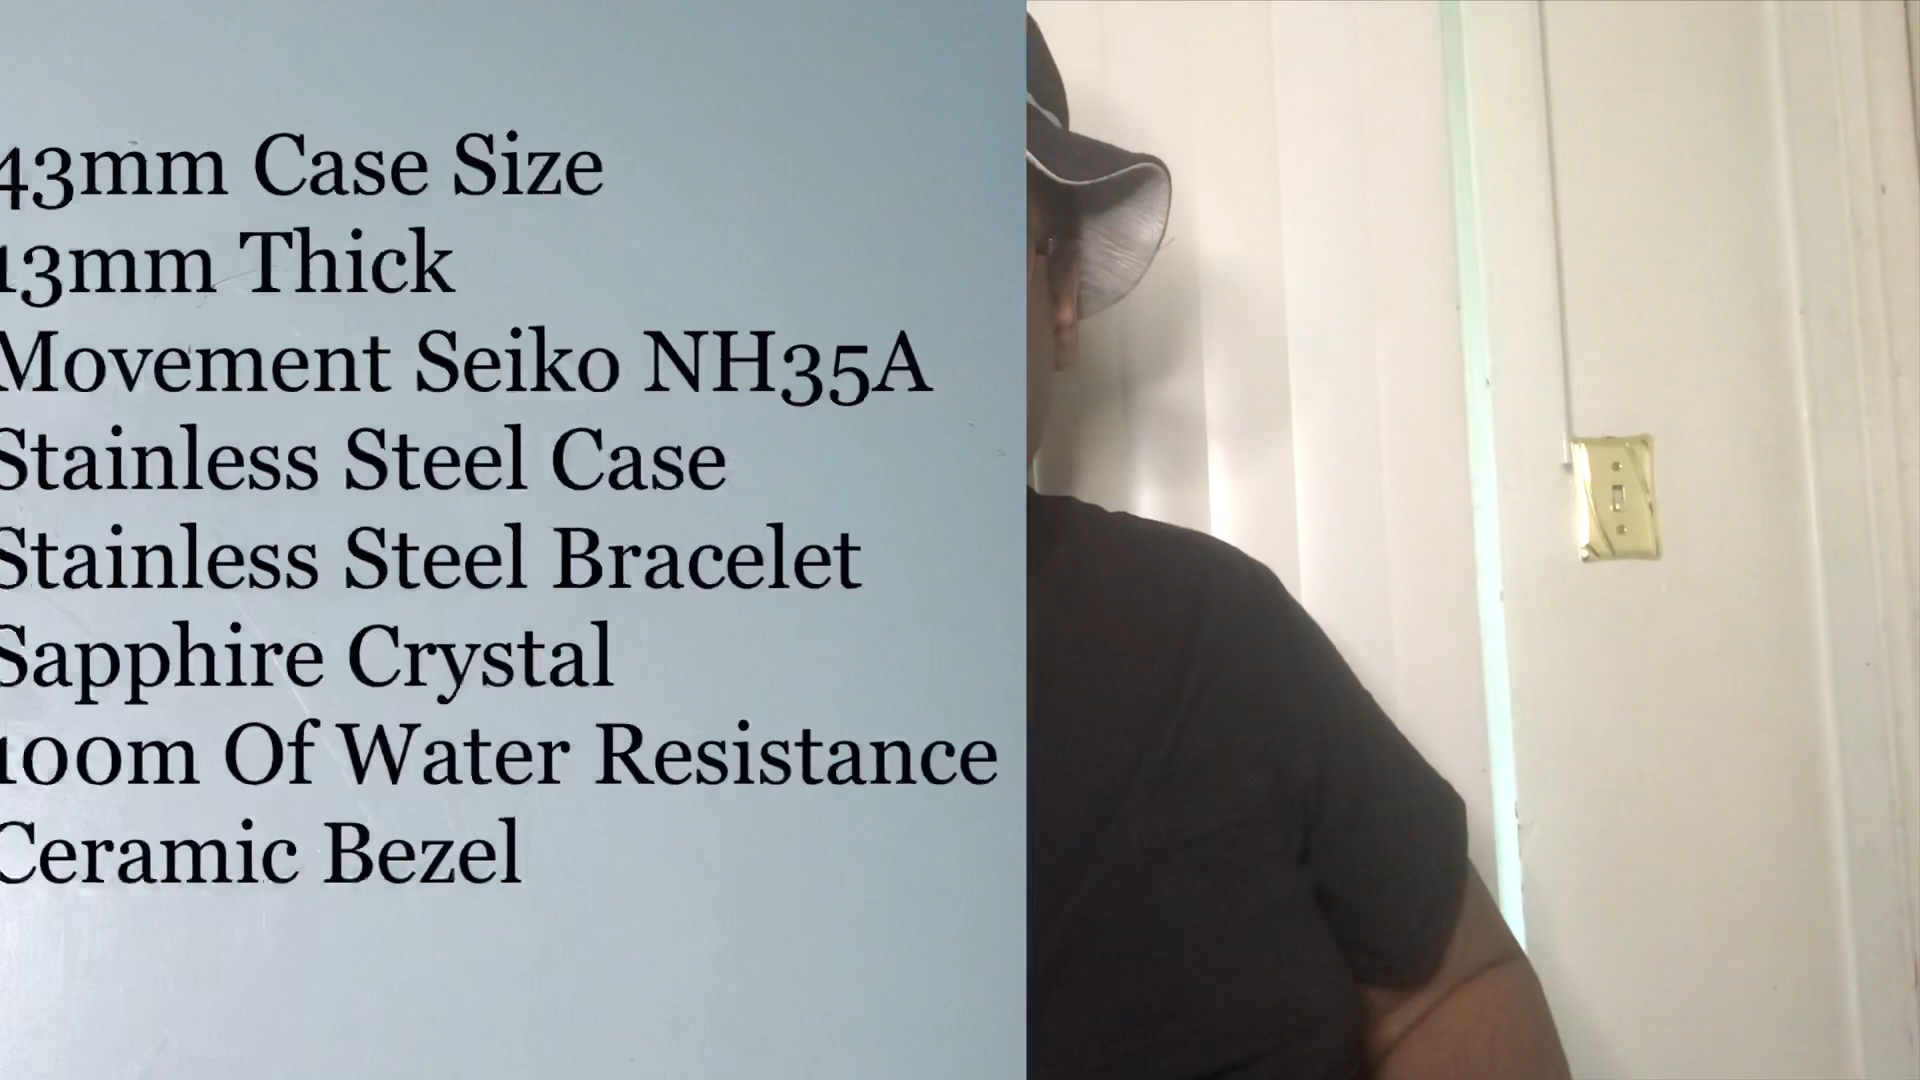 43mm Case Size
13mm Thick
Movement Seiko NH35A
Stainless Steel Case
Stainless Steel Bracelet
Sapphire Crystal
100m Of Water Resistance
Ceramic Bezel